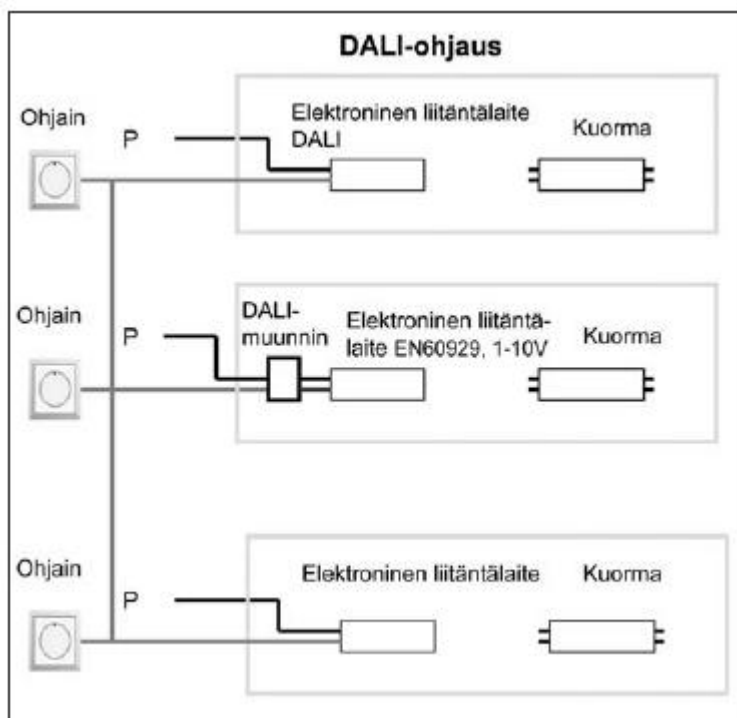 DALI-ohjaus
Ohjain
P
Elektroninen liitäntälaite
DALI
Kuorma
Ohjain
P
DALI-
muunnin
Elektroninen liitäntä-
laite EN60929, 1-10V
Kuorma
Ohjain
P
Elektroninen liitäntälaite
Kuorma